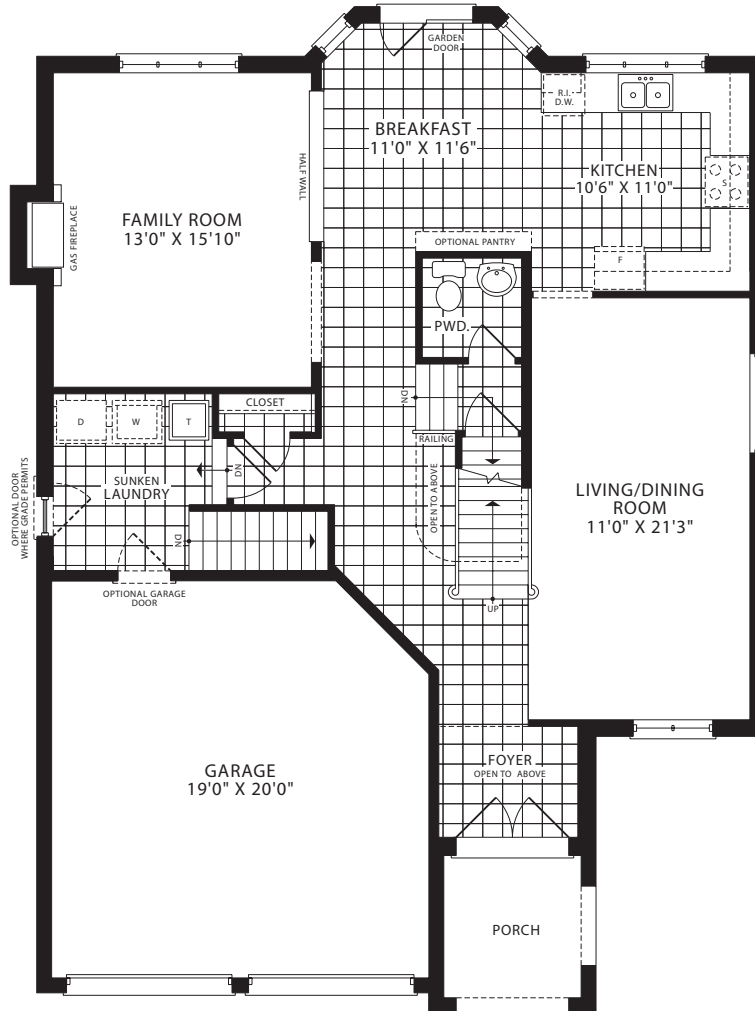 GARDEN
DOOR
R.I.
D.W.
BREAKFAST
11'0" X 11'6"
KITCHEN
10'6" X 11'0"
S
HALF WALL
FAMILY ROOM
13'0" X 15'10"
GAS FIREPLACE
OPTIONAL PANTRY
F
PWD.
DN
CLOSET
D
W
T
RAILING
SUNKEN
LAUNDRY
DN
OPEN TO ABOVE
LIVING/DINING
ROOM
11'0" X 21'3"
OPTIONAL DOOR
WHERE GRADE PERMITS
DN
OPTIONAL GARAGE
DOOR
UP
FOYER
OPEN TO ABOVE
GARAGE
19'0" X 20'0"
PORCH